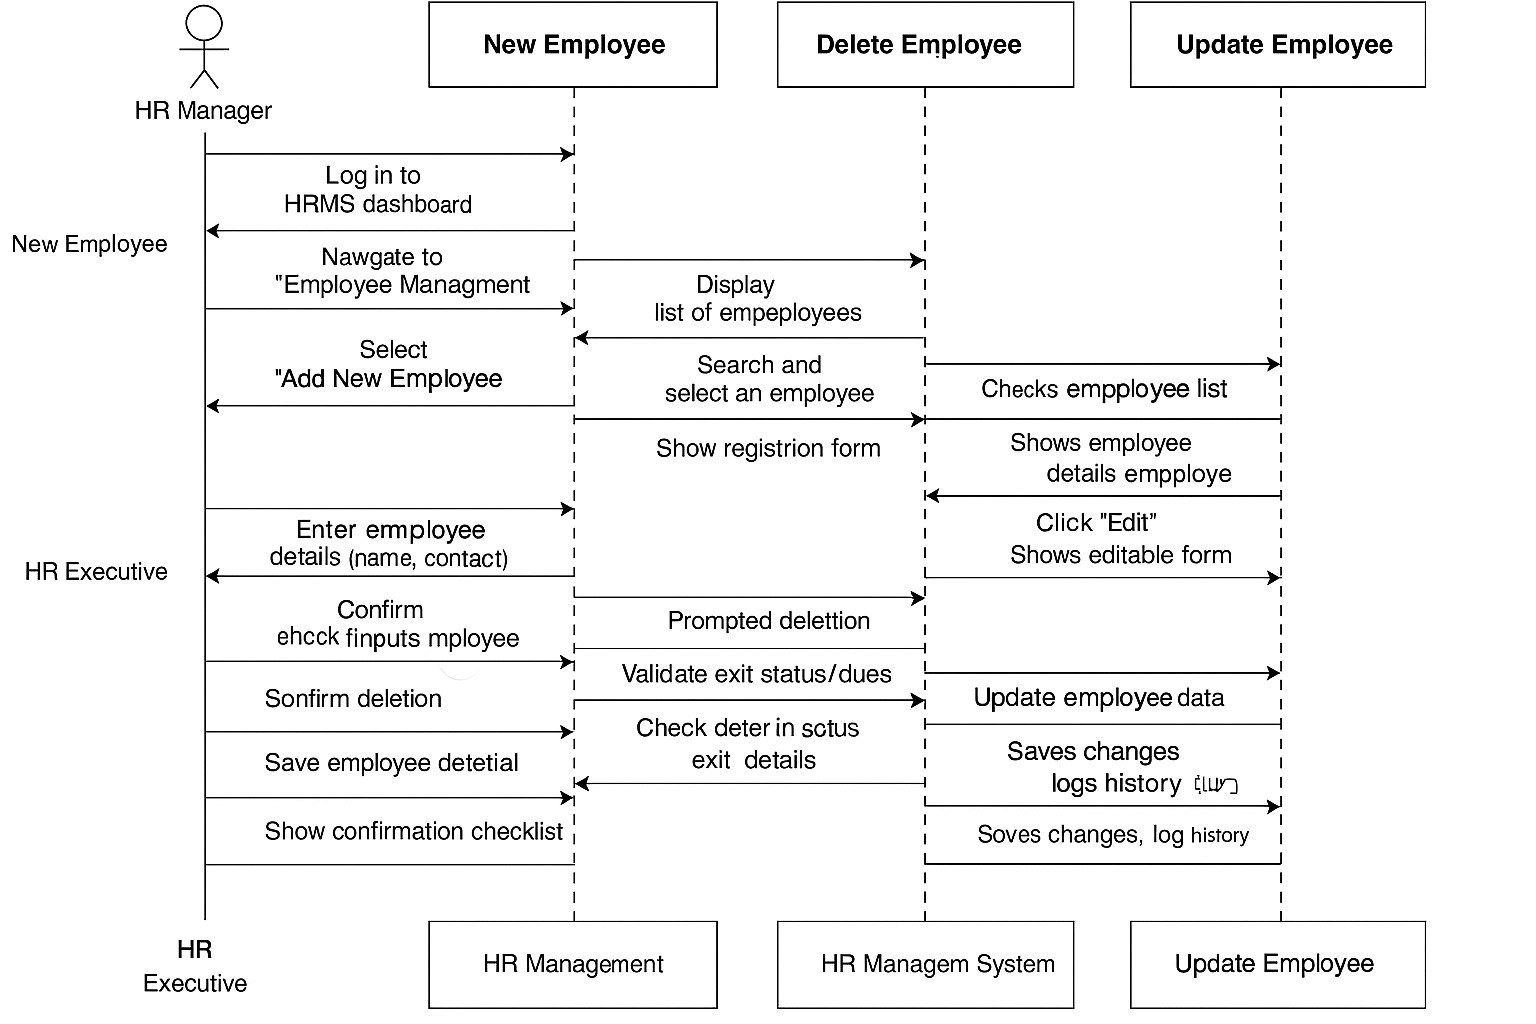 New Employee
Delete Employee
Update Employee
HR Manager
Log in to
HRMS dashboard
New Employee
Nawgate to
"Employee Managment
Display
list of empeployees
Select
"Add New Employee
Search and
select an employee
Checks empployee list
Show registrion form
Shows employee
details empploye
Enter ermployee
details (name, contact)
Click "Edit”
Shows editable form
HR Executive
Confirm
ehcck finputs mployee
Prompted delettion
Validate exit status/dues
Sonfirm deletion
Update employee data
Check deter in sctus
exit details
Save employee detetial
Saves changes
logs history
Show confirmation checklist
Soves changes, log history
HR
Executive
HR Management
HR Managem System
Update Employee